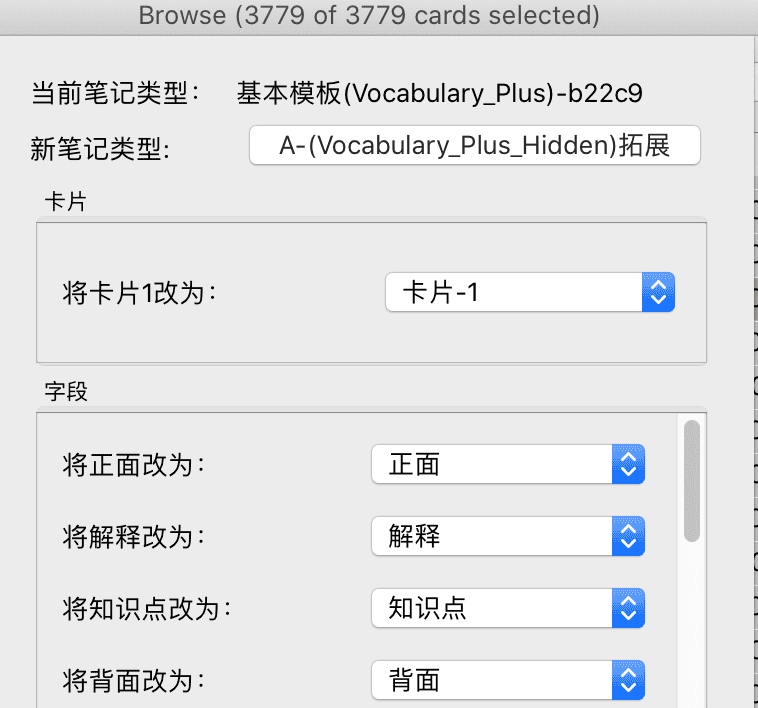 Browse (3779 of 3779 cards selected)
当前笔记类型： 基本模板(Vocabulary_Plus)-b22c9
新笔记类型: A-(Vocabulary_Plus_Hidden)拓展
卡片
将卡片1改为： 卡片-1
字段
将正面改为： 正面
将解释改为： 解释
将知识点改为： 知识点
将背面改为： 背面